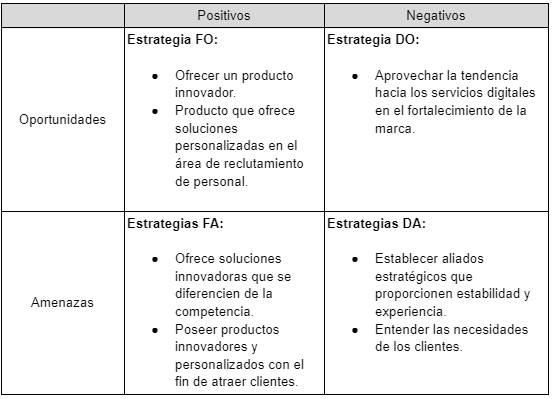 Positivos
Negativos
Oportunidades
Estrategia FO:
● Ofrecer un producto
innovador.
● Producto que ofrece
soluciones
personalizadas en el
área de reclutamiento
de personal.
Estrategia DO:
● Aprovechar la tendencia
hacia los servicios digitales
en el fortalecimiento de la
marca.
Amenazas
Estrategias FA:
● Ofrece soluciones
innovadoras que se
diferencien de la
competencia.
● Poseer productos
innovadores y
personalizados con el
fin de atraer clientes.
Estrategias DA:
● Establecer aliados
estratégicos que
proporcionen estabilidad y
experiencia.
● Entender las necesidades
de los clientes.